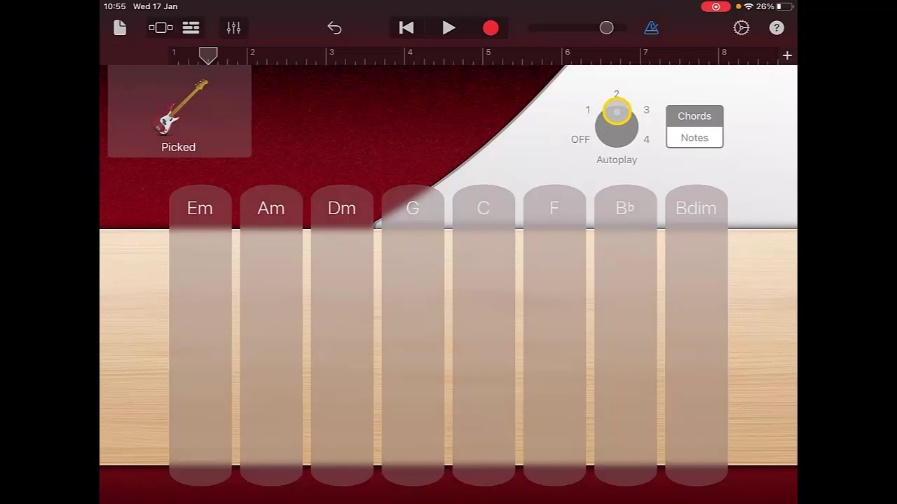 10:55 Wed 17 Jan
26%
1 2 3 4 5 6 7 8 +
Picked
2
1 3
OFF 4
Autoplay
Chords
Notes
Em Am Dm G C F B♭ Bdim